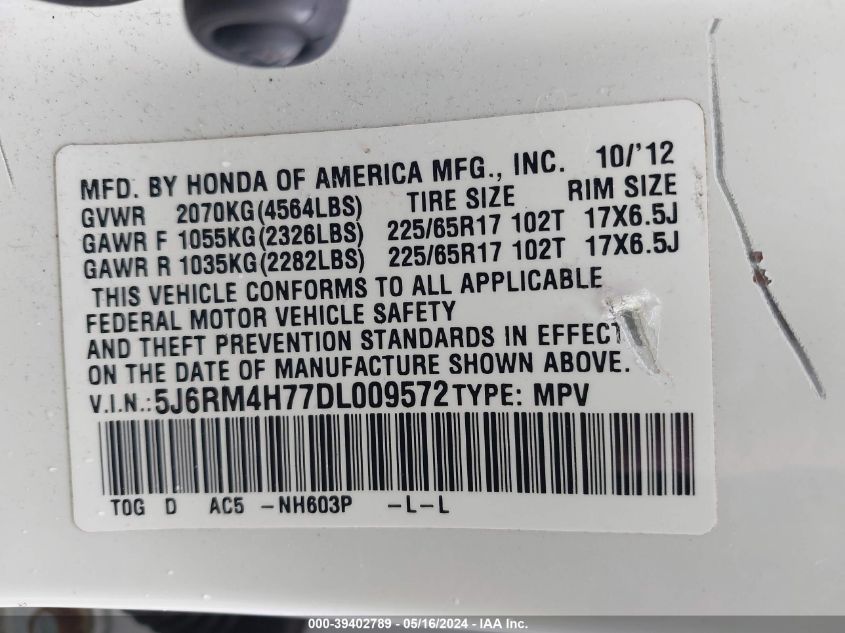 MFD. BY HONDA OF AMERICA MFG., INC. 10/'12
GVWR 2070KG(4564LBS) TIRE SIZE RIM SIZE
GAWR F 1055KG(2326LBS) 225/65R17 102T 17X6.5J
GAWR R 1035KG(2282LBS) 225/65R17 102T 17X6.5J
THIS VEHICLE CONFORMS TO ALL APPLICABLE
FEDERAL MOTOR VEHICLE SAFETY
AND THEFT PREVENTION STANDARDS IN EFFECT
ON THE DATE OF MANUFACTURE SHOWN ABOVE.
V.I.N.: 5J6RM4H77DL009572 TYPE: MPV
TOG D AC5 -NH603P -L-L
000-39402789 - 05/16/2024 - IAA Inc.